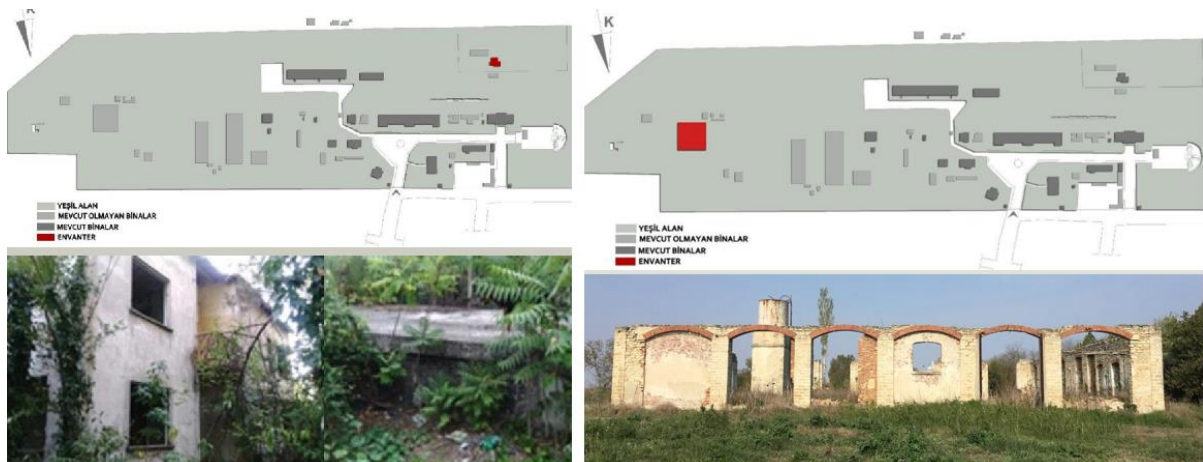 K
YEŞİL ALAN
MEVCUT OLMAYAN BİNALAR
MEVCUT BİNALAR
ENVANTER
K
YEŞİL ALAN
MEVCUT OLMAYAN BİNALAR
MEVCUT BİNALAR
ENVANTER